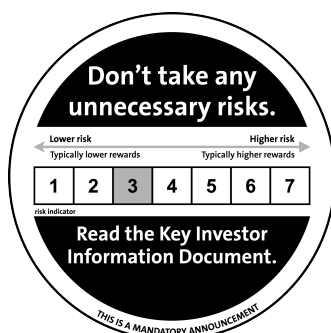 Don't take any
unnecessary risks.
Lower risk Higher risk
Typically lower rewards Typically higher rewards
1 2 3 4 5 6 7
risk indicator
Read the Key Investor
Information Document.
THIS IS A MANDATORY ANNOUNCEMENT